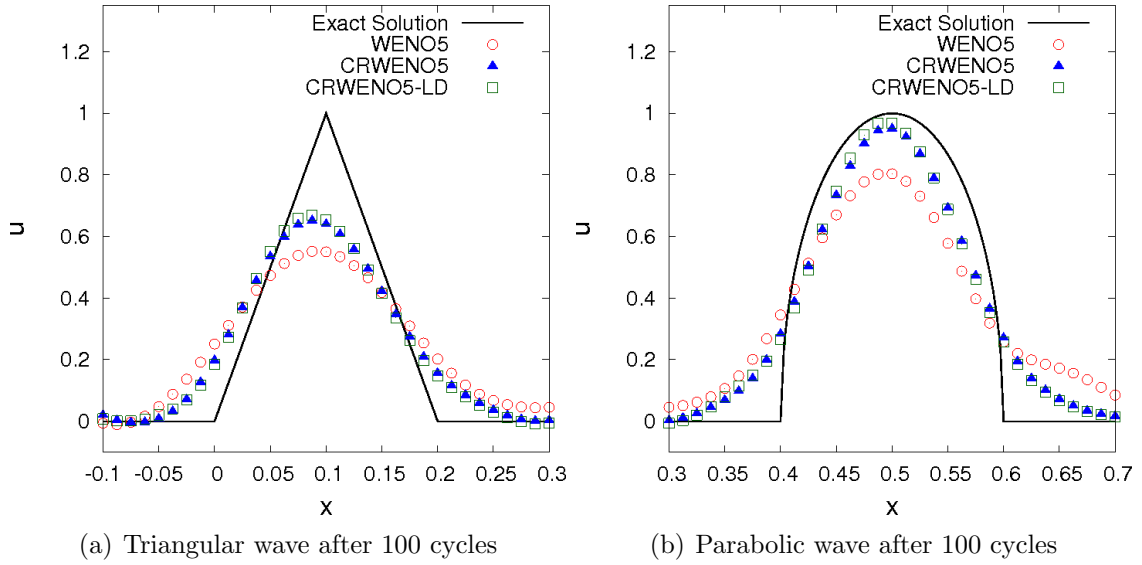 Exact Solution
WENO5
CRWENO5
CRWENO5-LD
1.2
1
0.8
0.6
0.4
0.2
0
u
-0.1 -0.05 0 0.05 0.1 0.15 0.2 0.25 0.3
x
(a) Triangular wave after 100 cycles
Exact Solution
WENO5
CRWENO5
CRWENO5-LD
1.2
1
0.8
0.6
0.4
0.2
0
u
0.3 0.35 0.4 0.45 0.5 0.55 0.6 0.65 0.7
x
(b) Parabolic wave after 100 cycles